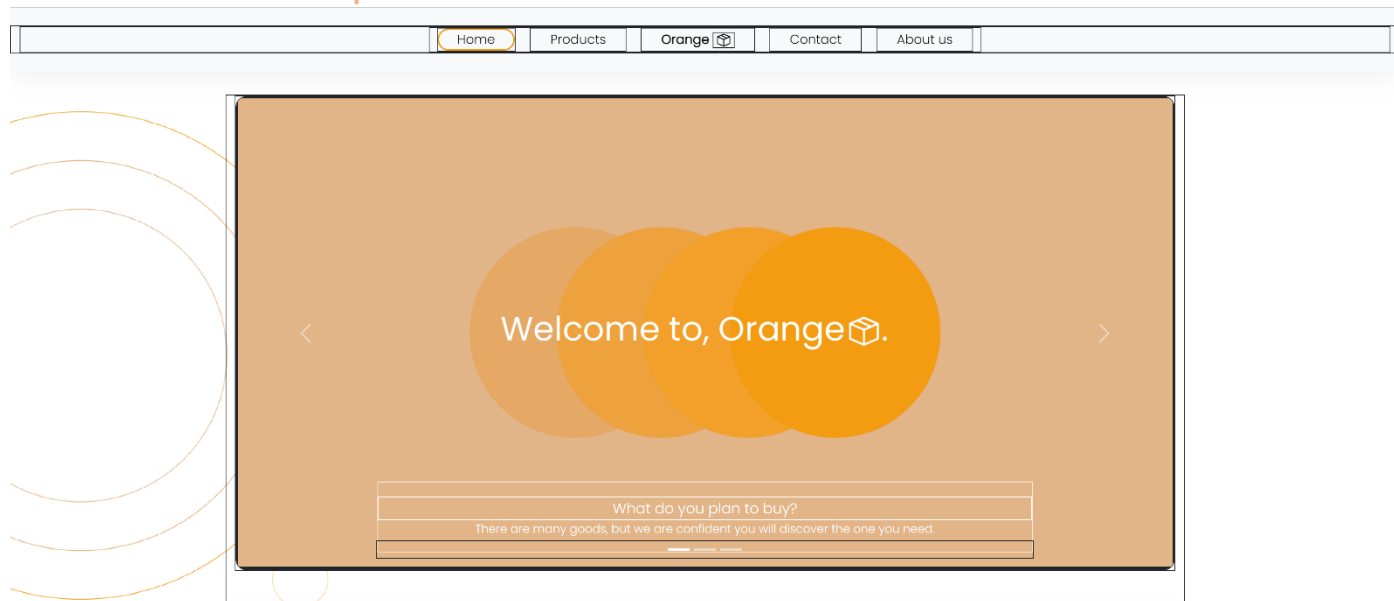 Home Products Orange Contact About us
Welcome to, Orange.
What do you plan to buy?
There are many goods, but we are confident you will discover the one you need.